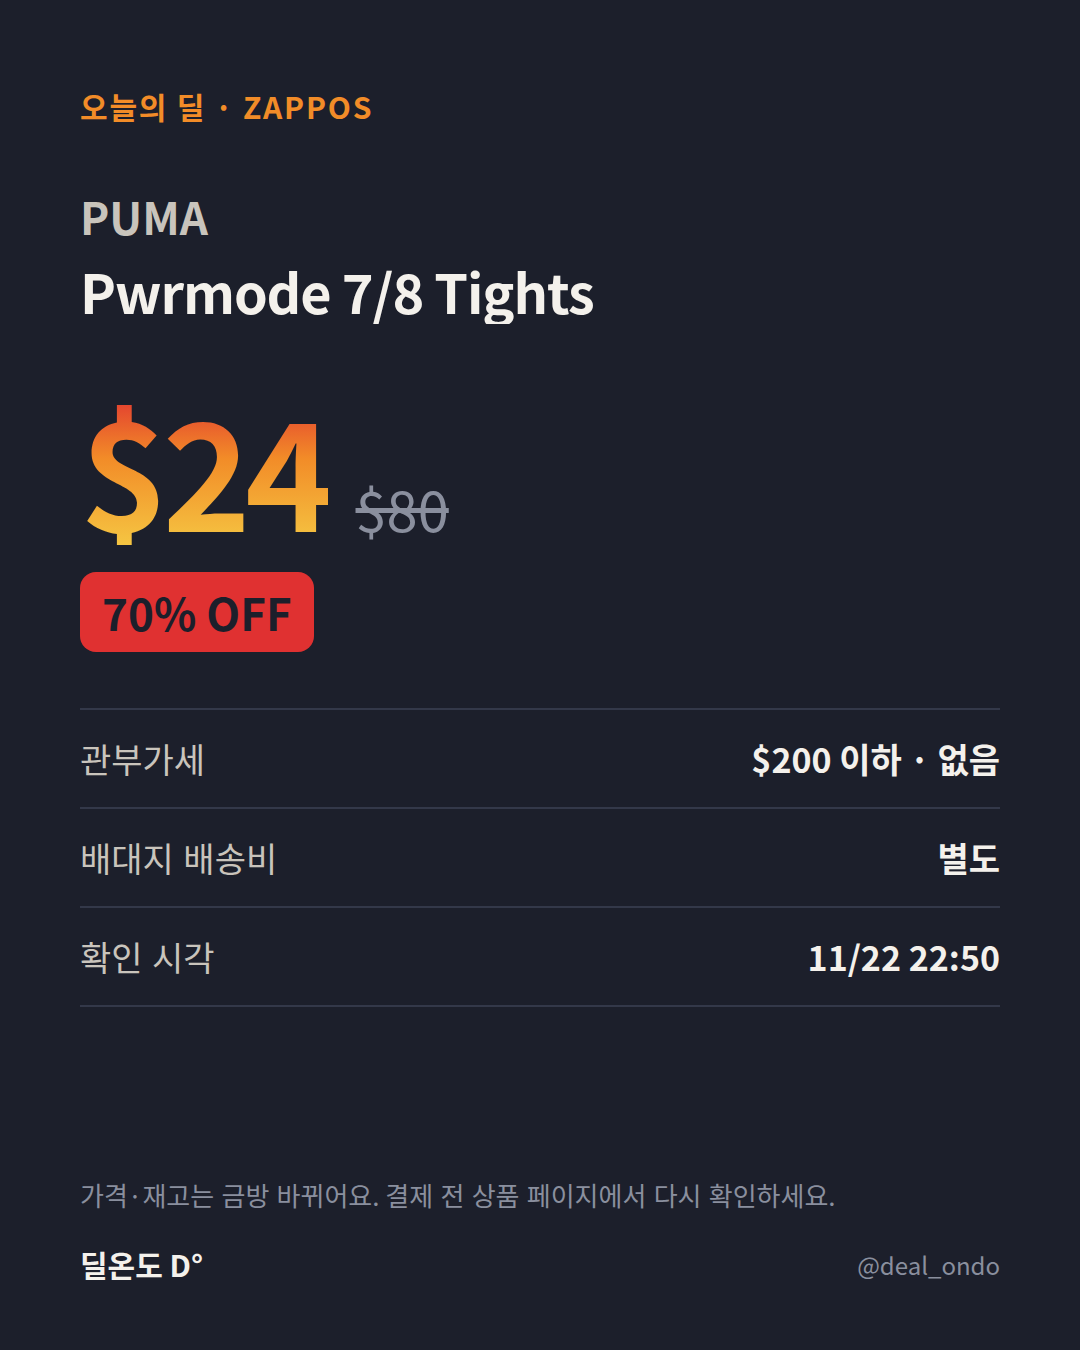 오늘의 딜 · ZAPPOS
PUMA
Pwrmode 7/8 Tights
$24 $80
70% OFF
관부가세 $200 이하 · 없음
배대지 배송비 별도
확인 시각 11/22 22:50
가격·재고는 금방 바뀌어요. 결제 전 상품 페이지에서 다시 확인하세요.
딜온도 D° @deal_ondo